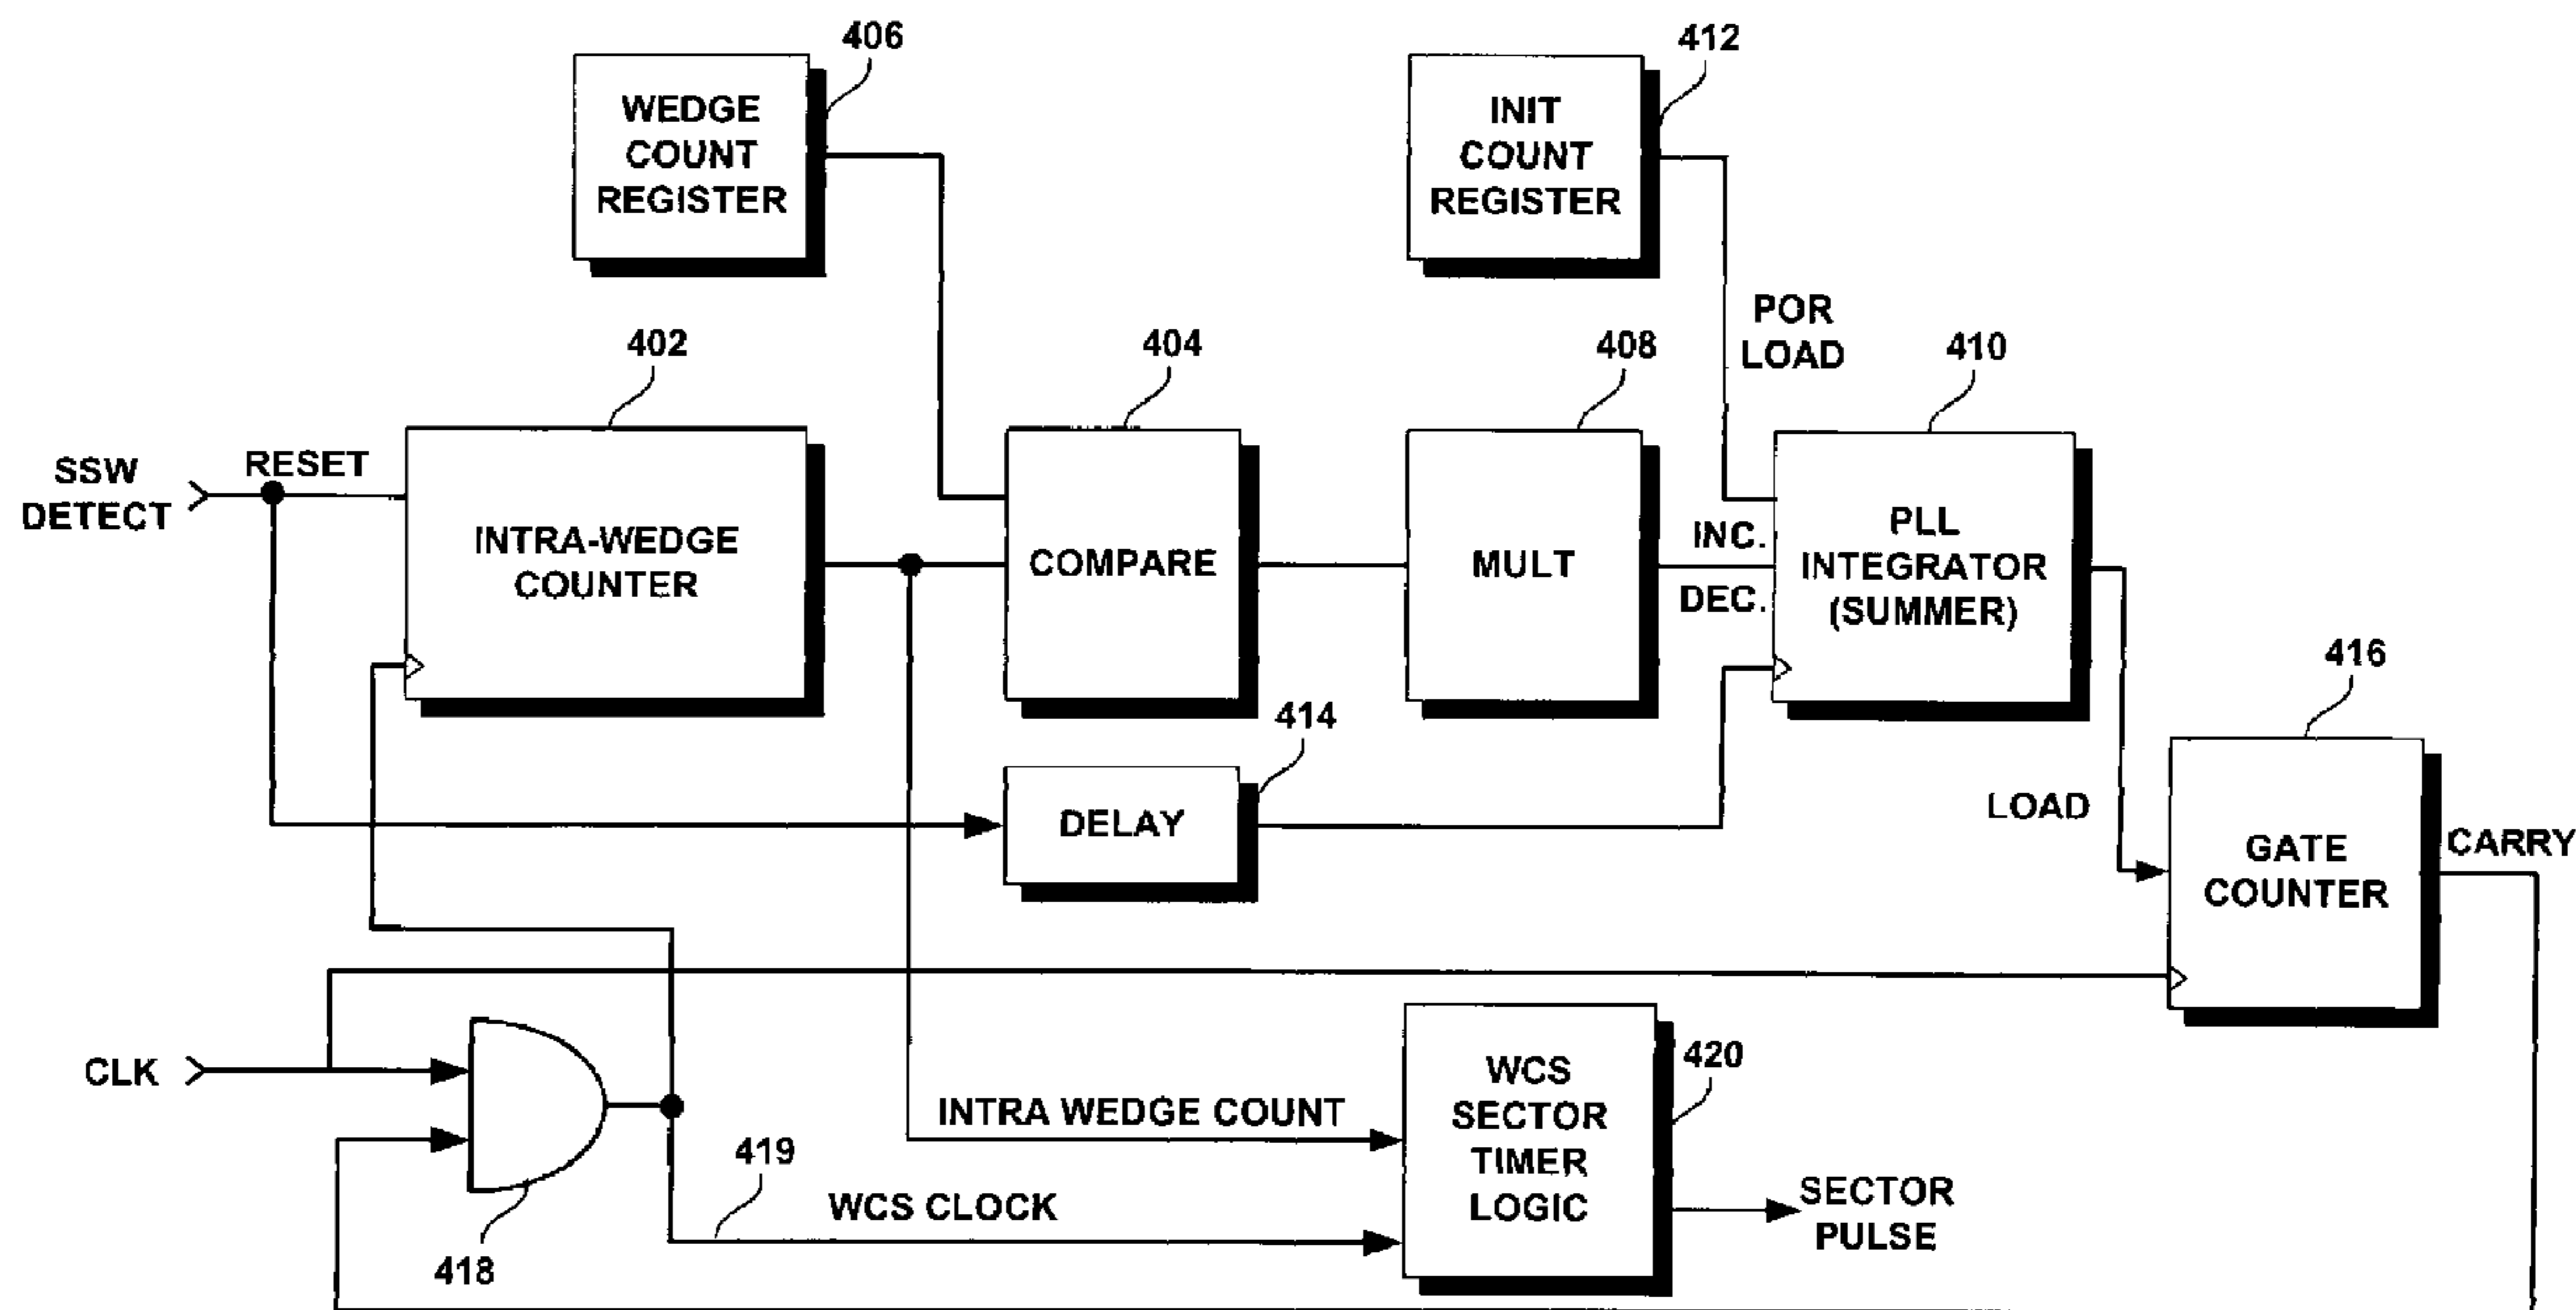 406
412
WEDGE
COUNT
REGISTER
INIT
COUNT
REGISTER
POR
LOAD
402
404
408
410
SSW
DETECT
RESET
INTRA-WEDGE
COUNTER
COMPARE
MULT
INC.
DEC.
PLL
INTEGRATOR
(SUMMER)
414
416
DELAY
LOAD
GATE
COUNTER
CARRY
CLK
418
419
INTRA WEDGE COUNT
WCS CLOCK
WCS
SECTOR
TIMER
LOGIC
420
SECTOR
PULSE